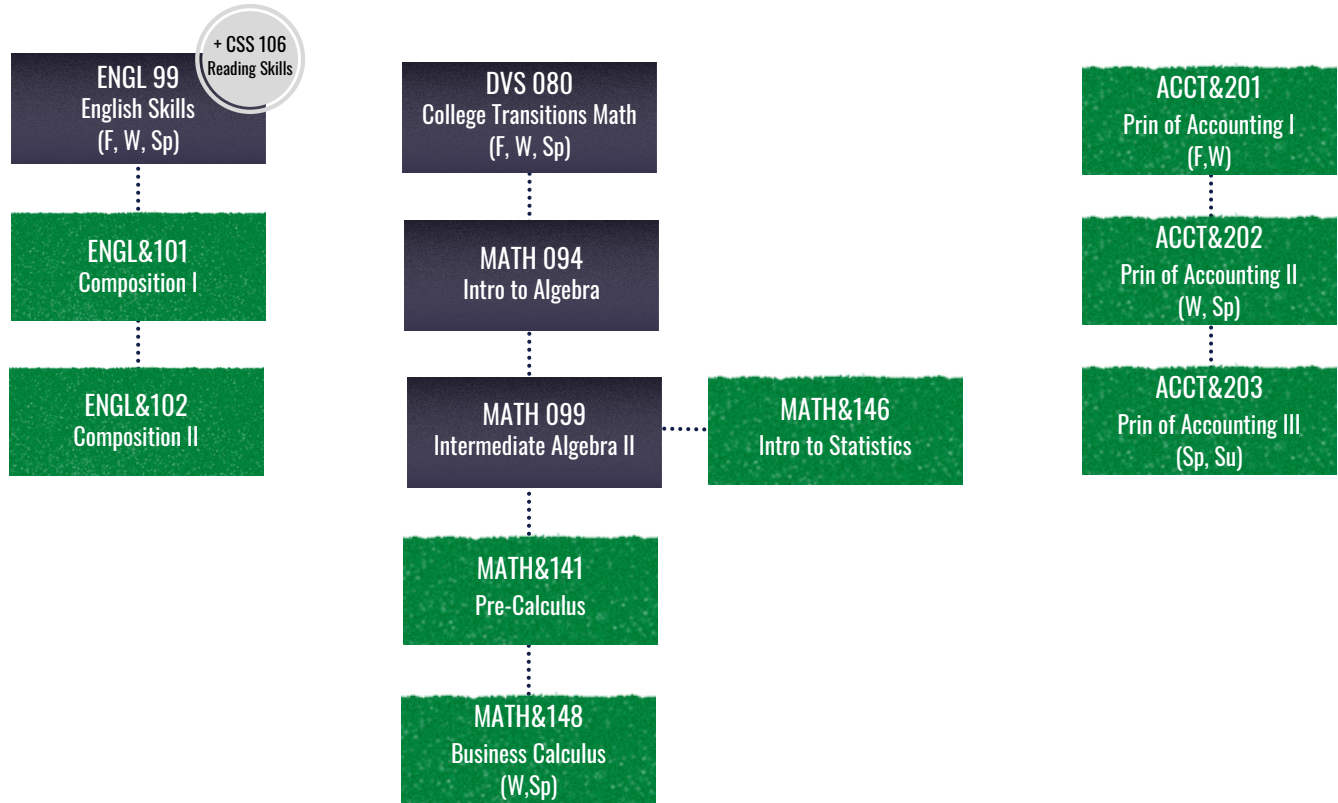 + CSS 106
Reading Skills
ENGL 99
English Skills
(F, W, Sp)
ENGL&101
Composition I
ENGL&102
Composition II
DVS 080
College Transitions Math
(F, W, Sp)
MATH 094
Intro to Algebra
MATH 099
Intermediate Algebra II
MATH&146
Intro to Statistics
MATH&141
Pre-Calculus
MATH&148
Business Calculus
(W,Sp)
ACCT&201
Prin of Accounting I
(F,W)
ACCT&202
Prin of Accounting II
(W, Sp)
ACCT&203
Prin of Accounting III
(Sp, Su)